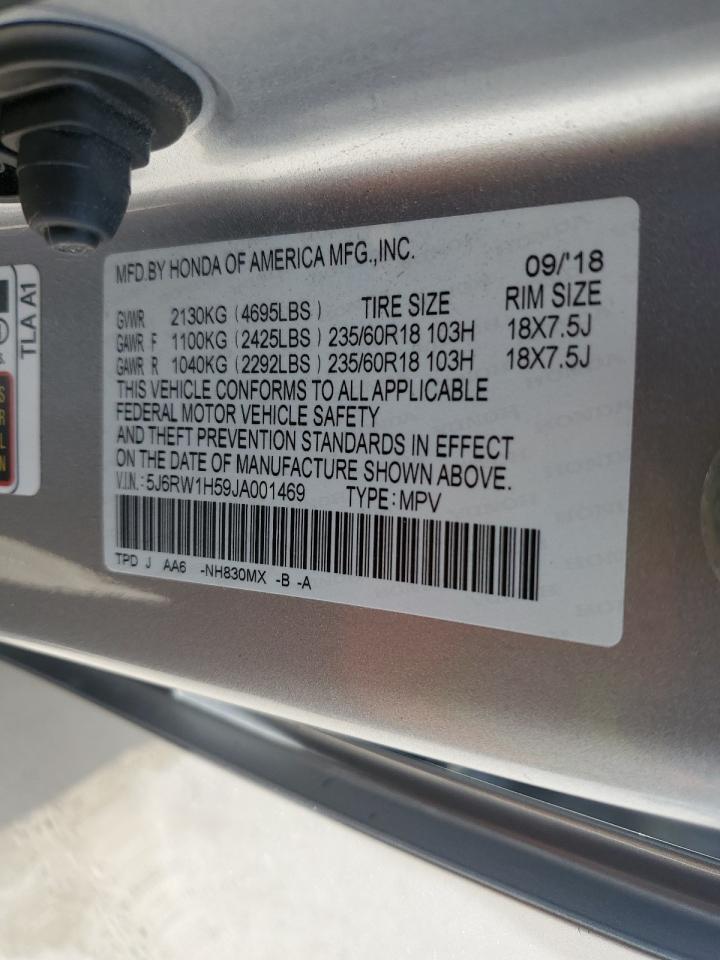 MFD.BY HONDA OF AMERICA MFG.,INC. 09/'18
GVWR 2130KG (4695LBS) TIRE SIZE RIM SIZE
GAWR F 1100KG (2425LBS) 235/60R18 103H 18X7.5J
GAWR R 1040KG (2292LBS) 235/60R18 103H 18X7.5J
THIS VEHICLE CONFORMS TO ALL APPLICABLE
FEDERAL MOTOR VEHICLE SAFETY
AND THEFT PREVENTION STANDARDS IN EFFECT
ON THE DATE OF MANUFACTURE SHOWN ABOVE.
V.I.N.:5J6RW1H59JA001469 TYPE:MPV
TPD J AA6 -NH830MX -B -A
TLA A1